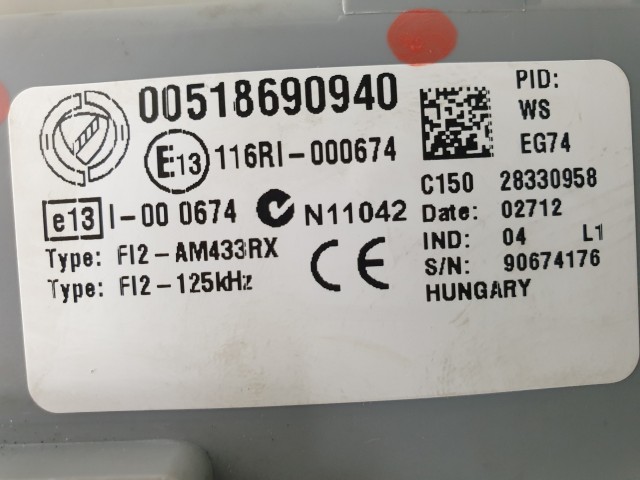 00518690940
E13 116RI-000674
e13 I-00 0674 N11042
Type: FI2-AM433RX
Type: FI2-125kHz
CE
PID:
WS
EG74
C150 28330958
Date: 02712
IND: 04 L1
S/N: 90674176
HUNGARY